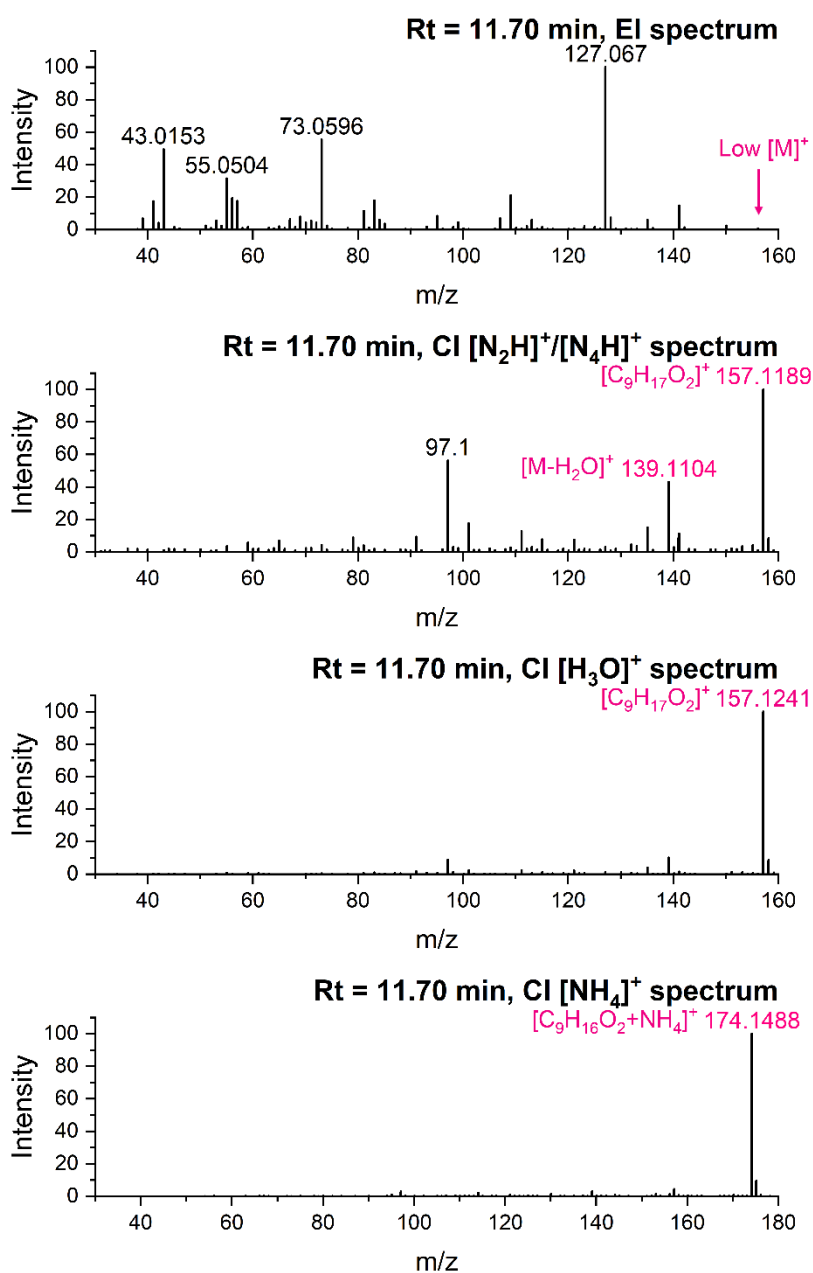 Rt = 11.70 min, EI spectrum
127.067
100
80
60
40
20
0
43.0153
55.0504
73.0596
Low [M]⁺
Intensity
40 60 80 100 120 140 160
m/z
Rt = 11.70 min, CI [N₂H]⁺/[N₄H]⁺ spectrum
[C₉H₁₇O₂]⁺ 157.1189
100
80
60
40
20
0
97.1
[M-H₂O]⁺ 139.1104
Intensity
40 60 80 100 120 140 160
m/z
Rt = 11.70 min, CI [H₃O]⁺ spectrum
[C₉H₁₇O₂]⁺ 157.1241
100
80
60
40
20
0
Intensity
40 60 80 100 120 140 160
m/z
Rt = 11.70 min, CI [NH₄]⁺ spectrum
[C₉H₁₆O₂+NH₄]⁺ 174.1488
100
80
60
40
20
0
Intensity
40 60 80 100 120 140 160 180
m/z